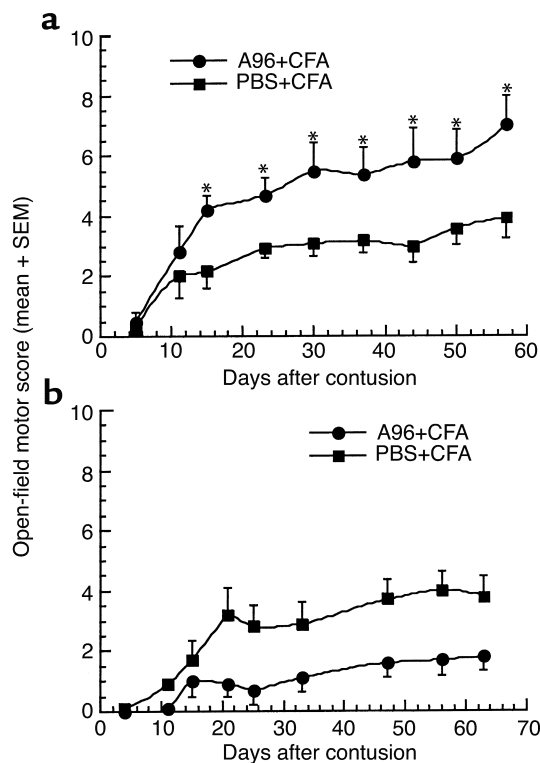 a
Open-field motor score (mean + SEM)
10
8
6
4
2
0
A96+CFA
PBS+CFA
* * * * * * *
0 10 20 30 40 50 60
Days after contusion
b
10
8
6
4
2
0
A96+CFA
PBS+CFA
0 10 20 30 40 50 60 70
Days after contusion